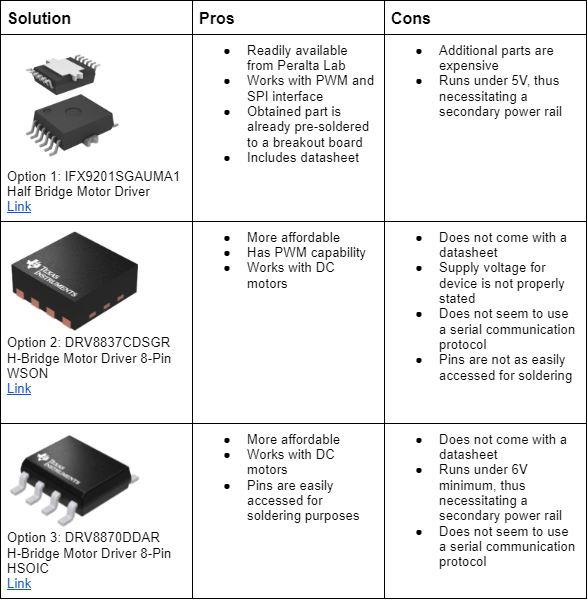 Solution
Pros
Cons
Option 1: IFX9201SGAUMA1
Half Bridge Motor Driver
Link
Readily available
from Peralta Lab
Works with PWM and
SPI interface
Obtained part is
already pre-soldered
to a breakout board
Includes datasheet
Additional parts are
expensive
Runs under 5V, thus
necessitating a
secondary power rail
TEXAS
INSTRUMENTS
Option 2: DRV8837CDSGR
H-Bridge Motor Driver 8-Pin
WSON
Link
More affordable
Has PWM capability
Works with DC
motors
Does not come with a
datasheet
Supply voltage for
device is not properly
stated
Does not seem to use
a serial communication
protocol
Pins are not as easily
accessed for soldering
TEXAS
INSTRUMENTS
Option 3: DRV8870DDAR
H-Bridge Motor Driver 8-Pin
HSOIC
Link
More affordable
Works with DC
motors
Pins are easily
accessed for
soldering purposes
Does not come with a
datasheet
Runs under 6V
minimum, thus
necessitating a
secondary power rail
Does not seem to use
a serial communication
protocol